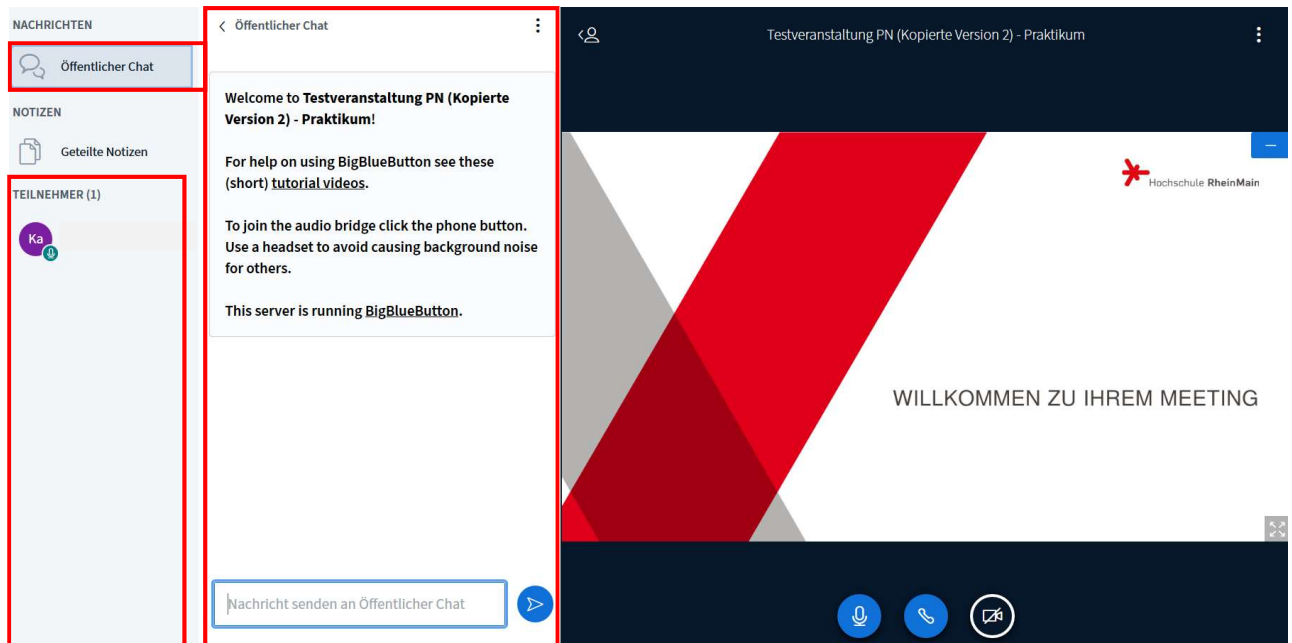 NACHRICHTEN
Öffentlicher Chat
NOTIZEN
Geteilte Notizen
TEILNEHMER (1)
Ka
Öffentlicher Chat
Welcome to Testveranstaltung PN (Kopierte
Version 2) - Praktikum!
For help on using BigBlueButton see these
(short) tutorial videos.
To join the audio bridge click the phone button.
Use a headset to avoid causing background noise
for others.
This server is running BigBlueButton.
Nachricht senden an Öffentlicher Chat
Testveranstaltung PN (Kopierte Version 2) - Praktikum
Hochschule RheinMain
WILLKOMMEN ZU IHREM MEETING